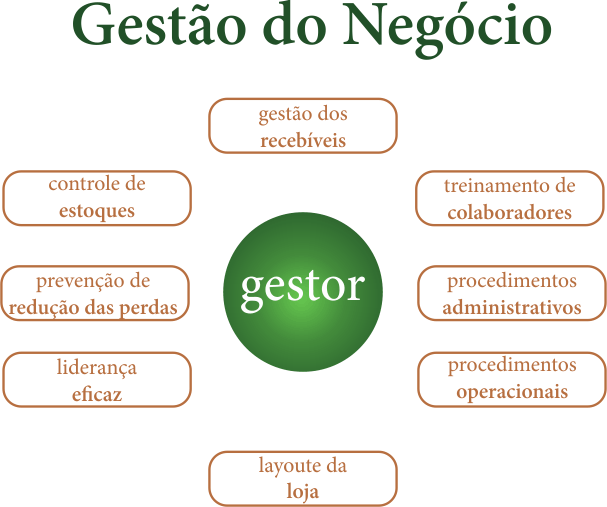 Gestão do Negócio
gestão dos
recebíveis
controle de
estoques
treinamento de
colaboradores
gestor
prevenção de
redução das perdas
procedimentos
administrativos
liderança
eficaz
procedimentos
operacionais
layoute da
loja